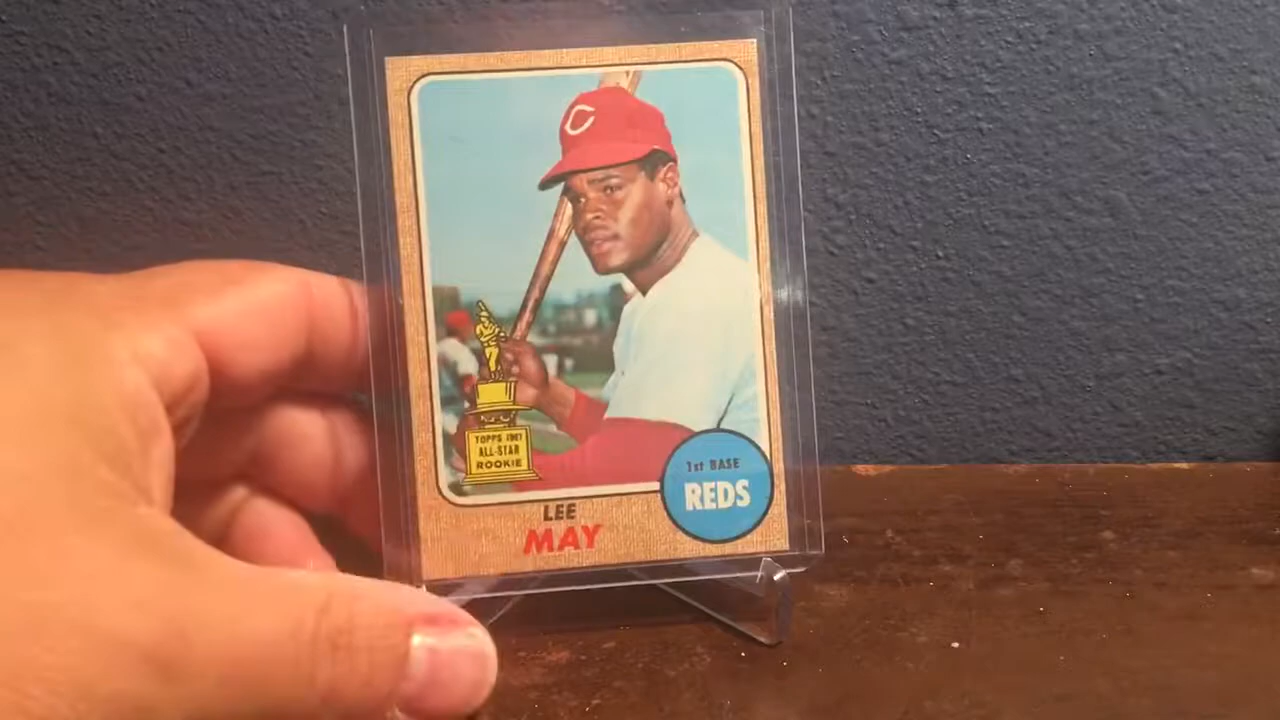 C
TOPPS 1967
ALL-STAR
ROOKIE
1st BASE
REDS
LEE
MAY